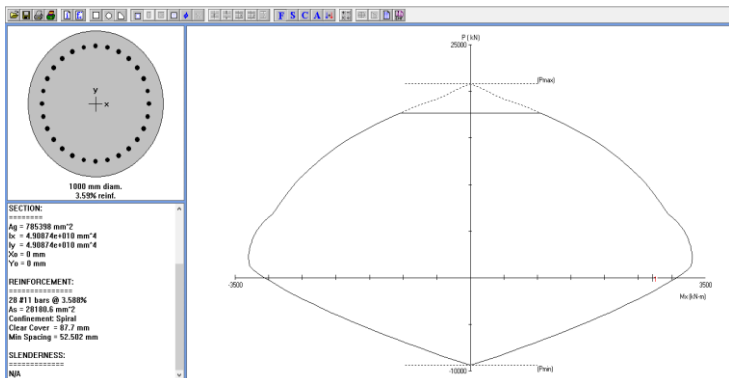 F S C A
y
x
1000 mm diam.
3.59% reinf.
SECTION:
========
Ag = 785398 mm^2
Ix = 4.90874e+010 mm^4
Iy = 4.90874e+010 mm^4
Xo = 0 mm
Yo = 0 mm
REINFORCEMENT:
==============
28 #11 bars @ 3.588%
As = 28180.6 mm^2
Confinement: Spiral
Clear Cover = 87.7 mm
Min Spacing = 52.502 mm
SLENDERNESS:
============
N/A
P ( kN)
25000
(Pmax)
-3500
3500
Mx (kN-m)
(Pmin)
-10000